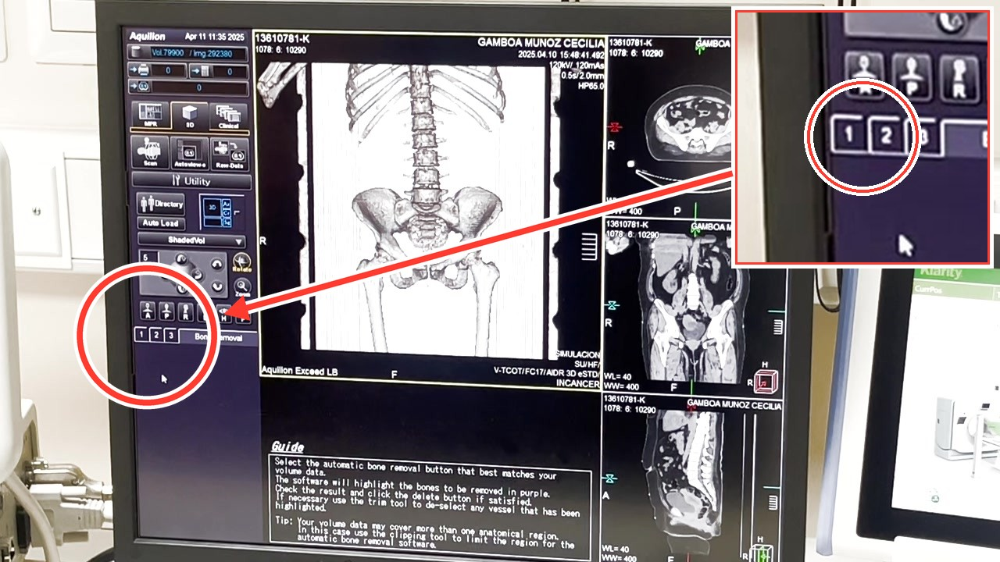 Aquilion
Apr 11 11:35 2025
Vol.79900 / Img 292380
0
0
0
MPR
3D
Clinical
Scan
Autoview-e
Raw-Data
Utility
Directory
3D
Auto Load
ShadedVol
5
Rotate
Zoom
A
P
R
H
1
2
3
Bone Removal
13610781-K
1078: 6: 10290
GAMBOA MUNOZ CECILIA
2025.04.10 15:48:41.492
120kV, 120mAs
0.5s/2.0mm
HP65.0
R
SIMULACION
SU/HF/
V-TCOT/FC17/AIDR 3D eSTD/
INCANCER
Aquilion Exceed LB
F
Guide
Select the automatic bone removal button that best matches your
volume data.
The software will highlight the bones to be removed in purple.
Check the result and click the delete button if satisfied.
If necessary use the trim tool to de-select any vessel that has been
highlighted.
Tip: Your volume data may cover more than one anatomical region.
In this case use the clipping tool to limit the region for the
automatic bone removal software.
13610781-K
1078: 6: 10290
GAMBOA
R
WW= 400
P
13610781-K
1078: 6: 10290
GAMBOA M
R
WL= 40
WW= 400
F
H
R
13610781-K
1078: 6: 10290
GAMBOA MUNOZ CECILIA
A
WL= 40
WW= 400
F
H
R
A
P
R
1
2
3
Klarity
CurrPos